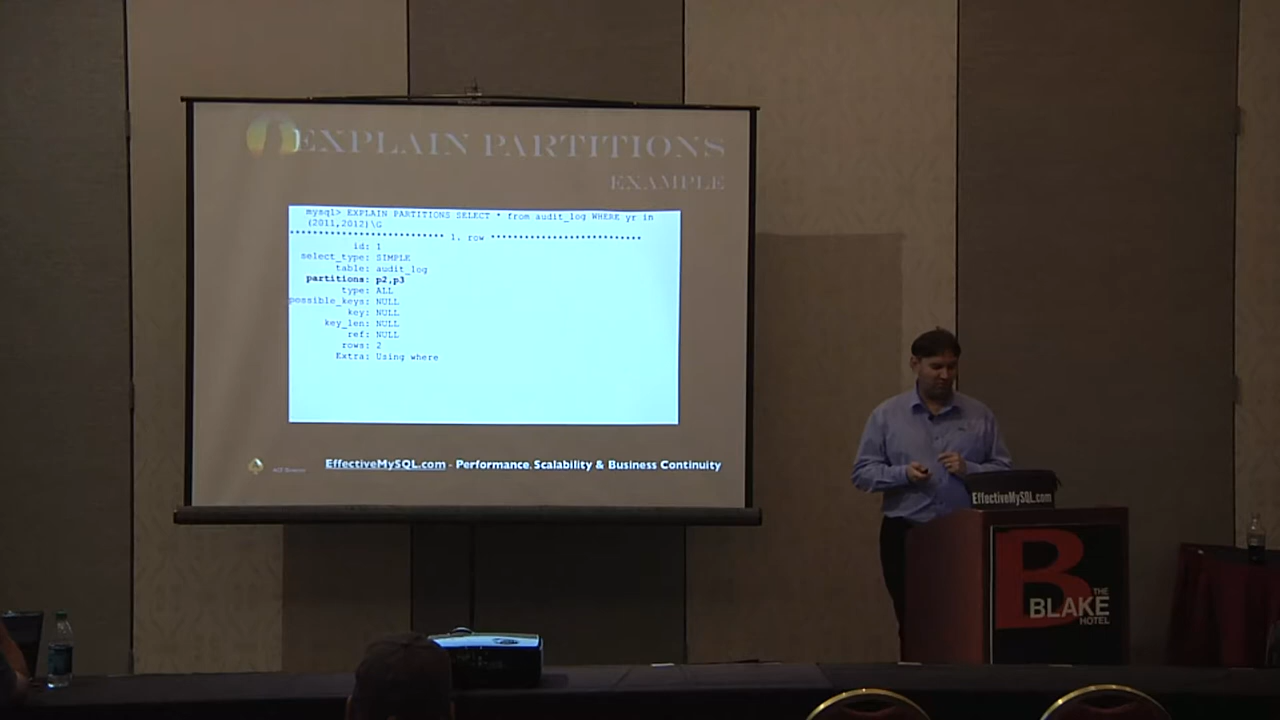 EXPLAIN PARTITIONS
EXAMPLE
mysql> EXPLAIN PARTITIONS SELECT * from audit_log WHERE yr in
(2011,2012)\G
*************************** 1. row ***************************
id: 1
select_type: SIMPLE
table: audit_log
partitions: p2,p3
type: ALL
possible_keys: NULL
key: NULL
key_len: NULL
ref: NULL
rows: 2
Extra: Using where
EffectiveMySQL.com - Performance, Scalability & Business Continuity
EffectiveMySQL.com
B
THE
BLAKE
HOTEL